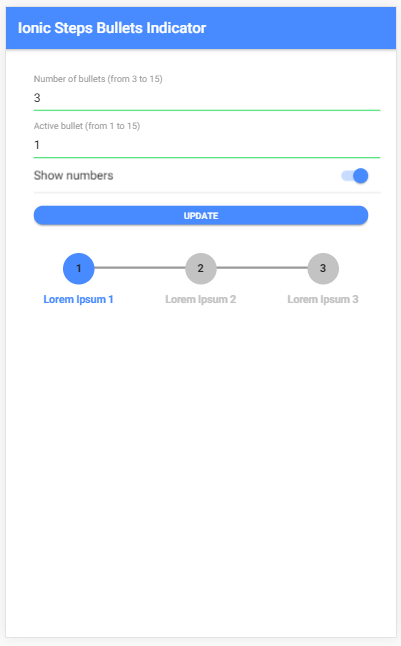 Ionic Steps Bullets Indicator
Number of bullets (from 3 to 15)
3
Active bullet (from 1 to 15)
1
Show numbers
UPDATE
1 2 3
Lorem Ipsum 1 Lorem Ipsum 2 Lorem Ipsum 3